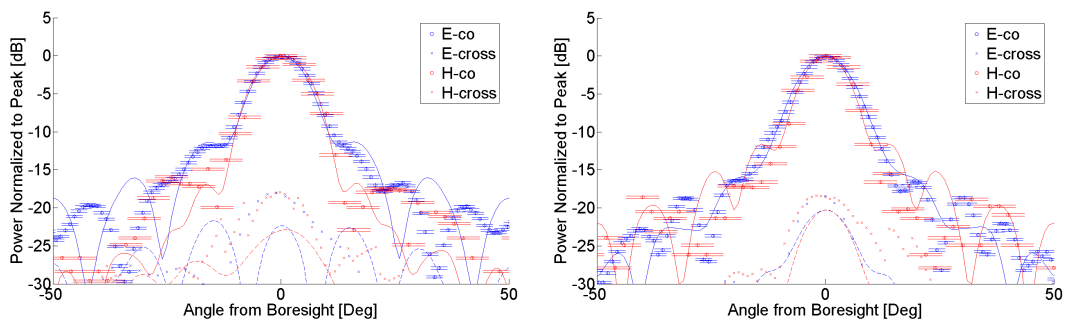 5
0
-5
-10
-15
-20
-25
-30
Power Normalized to Peak [dB]
-50
0
50
Angle from Boresight [Deg]
E-co
E-cross
H-co
H-cross
5
0
-5
-10
-15
-20
-25
-30
Power Normalized to Peak [dB]
-50
0
50
Angle from Boresight [Deg]
E-co
E-cross
H-co
H-cross